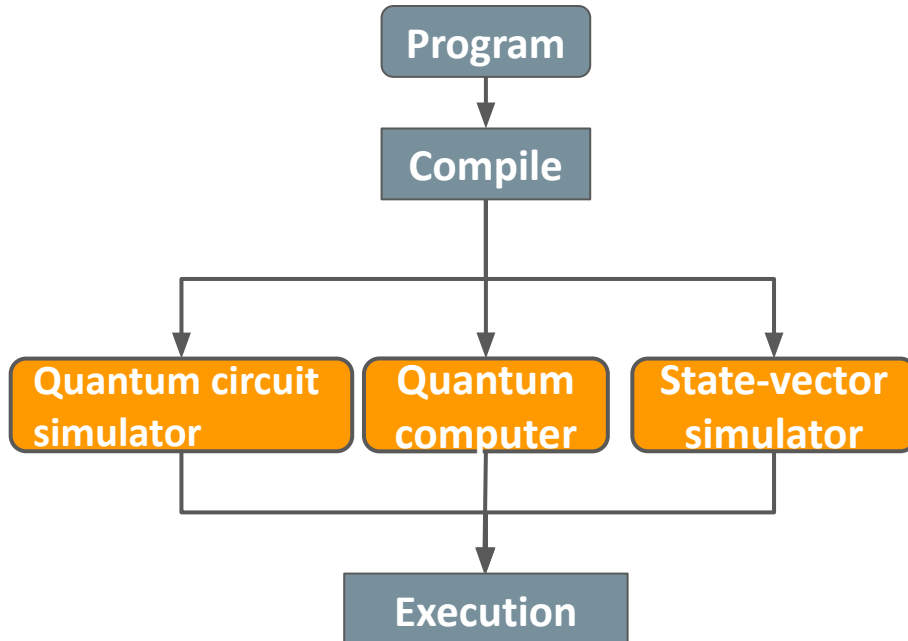 Program
Compile
Quantum circuit
simulator
Quantum
computer
State-vector
simulator
Execution